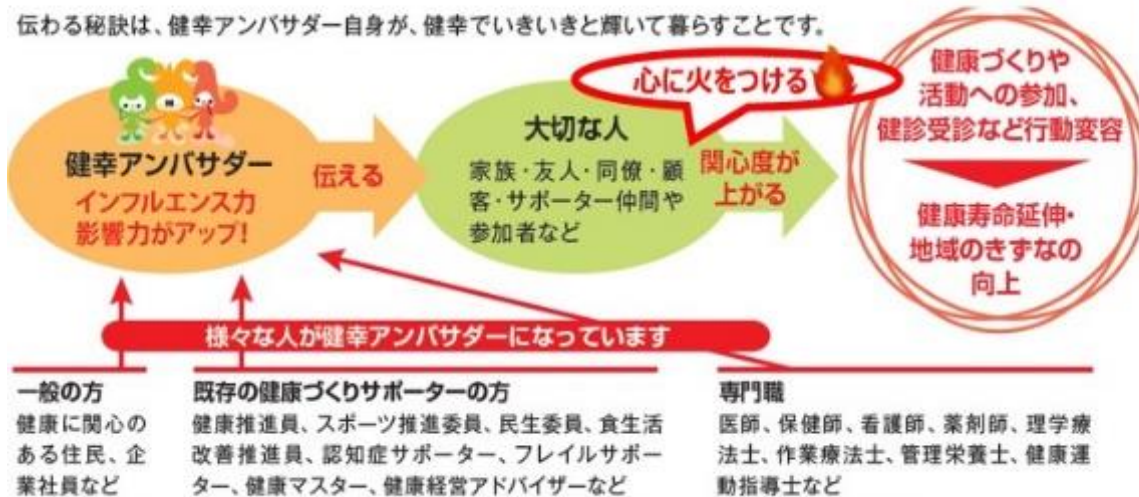 伝わる秘訣は、健幸アンバサダー自身が、健幸でいきいきと輝いて暮らすことです。
健幸アンバサダー
インフルエンス力
影響力がアップ!
伝える
大切な人
家族・友人・同僚・顧
客・サポーター仲間や
参加者など
心に火をつける
関心度が
上がる
健康づくりや
活動への参加、
健診受診など行動変容
健康寿命延伸・
地域のきずなの
向上
様々な人が健幸アンバサダーになっています
一般の方
健康に関心の
ある住民、企
業社員など
既存の健康づくりサポーターの方
健康推進員、スポーツ推進委員、民生委員、食生活
改善推進員、認知症サポーター、フレイルサポー
ター、健康マスター、健康経営アドバイザーなど
専門職
医師、保健師、看護師、薬剤師、理学療
法士、作業療法士、管理栄養士、健康運
動指導士など